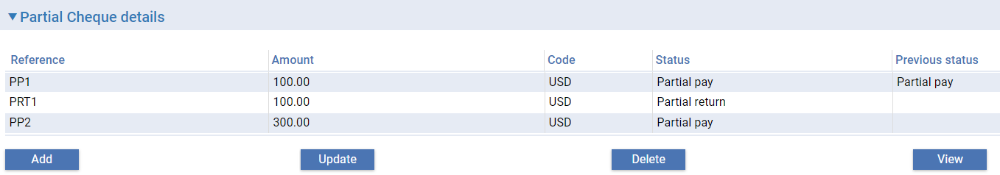 Partial Cheque details
Reference Amount Code Status Previous status
PP1 100.00 USD Partial pay Partial pay
PRT1 100.00 USD Partial return
PP2 300.00 USD Partial pay
Add Update Delete View